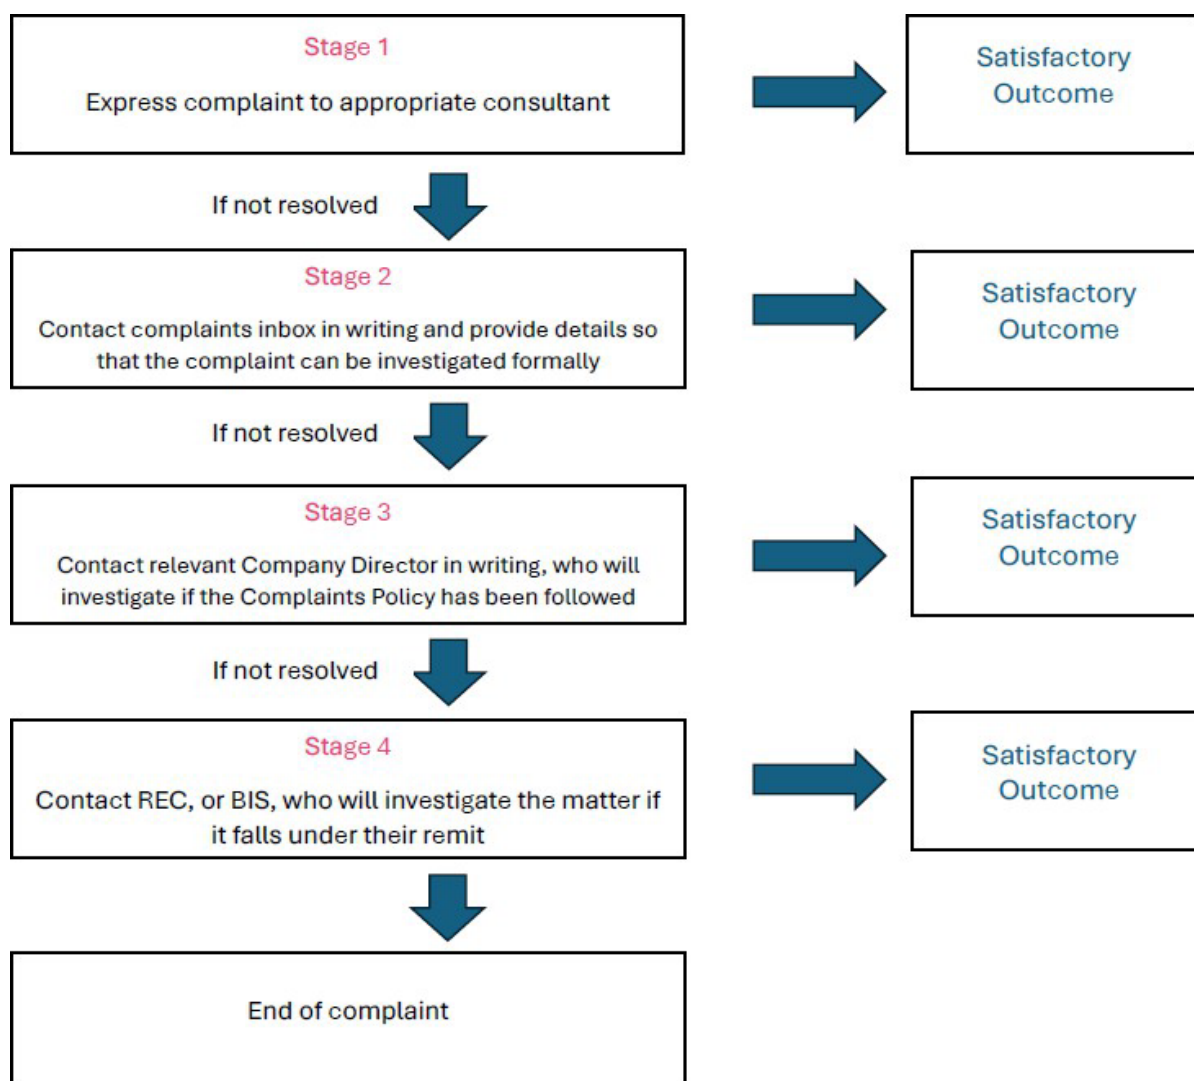 Stage 1
Express complaint to appropriate consultant
Satisfactory
Outcome
If not resolved
Stage 2
Contact complaints inbox in writing and provide details so
that the complaint can be investigated formally
Satisfactory
Outcome
If not resolved
Stage 3
Contact relevant Company Director in writing, who will
investigate if the Complaints Policy has been followed
Satisfactory
Outcome
If not resolved
Stage 4
Contact REC, or BIS, who will investigate the matter if
it falls under their remit
Satisfactory
Outcome
End of complaint